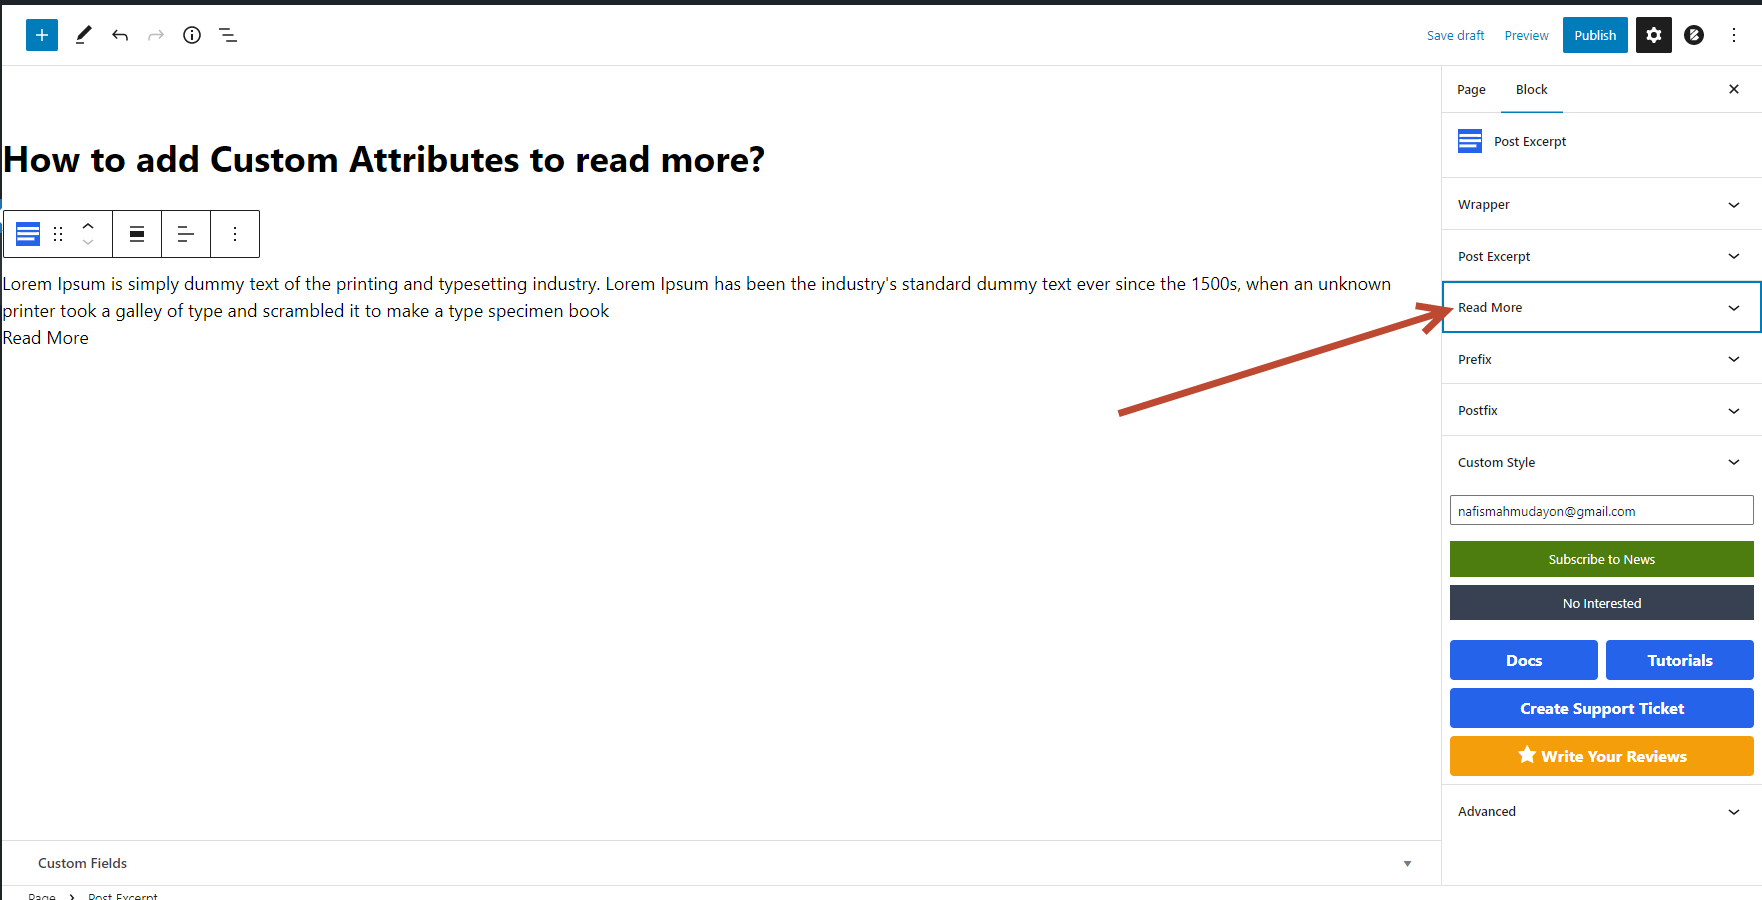 Save draft
Preview
Publish
Page
Block
Post Excerpt
How to add Custom Attributes to read more?
Lorem Ipsum is simply dummy text of the printing and typesetting industry. Lorem Ipsum has been the industry's standard dummy text ever since the 1500s, when an unknown
printer took a galley of type and scrambled it to make a type specimen book
Read More
Wrapper
Post Excerpt
Read More
Prefix
Postfix
Custom Style
nafismahmudayon@gmail.com
Subscribe to News
No Interested
Docs
Tutorials
Create Support Ticket
Write Your Reviews
Advanced
Custom Fields
Page
Post Excerpt